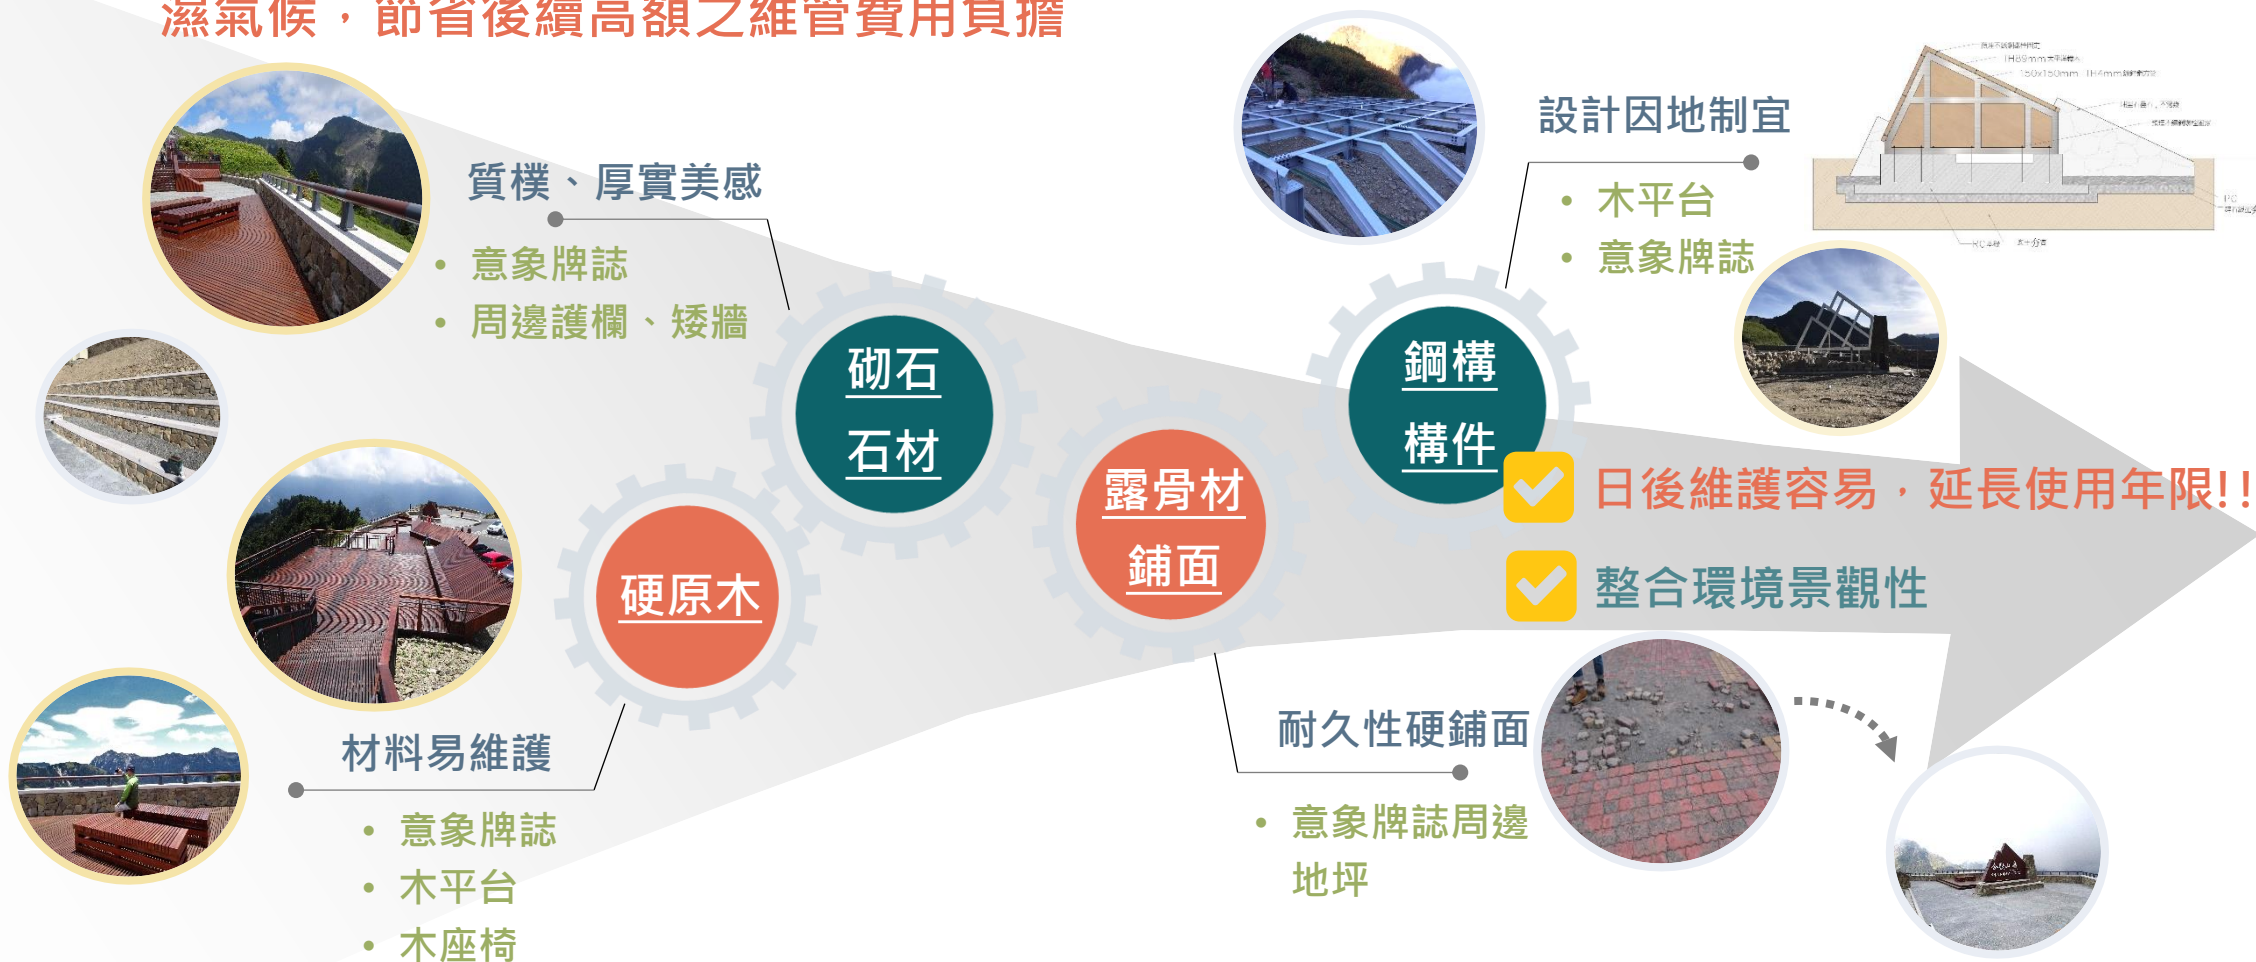 濕氣候，節省後續高額之維管費用負擔
質樸、厚實美感
• 意象牌誌
• 周邊護欄、矮牆
砌石
石材
硬原木
材料易維護
• 意象牌誌
• 木平台
• 木座椅
露骨材
鋪面
耐久性硬鋪面
• 意象牌誌周邊
地坪
鋼構
構件
設計因地制宜
• 木平台
• 意象牌誌
日後維護容易，延長使用年限!!
整合環境景觀性